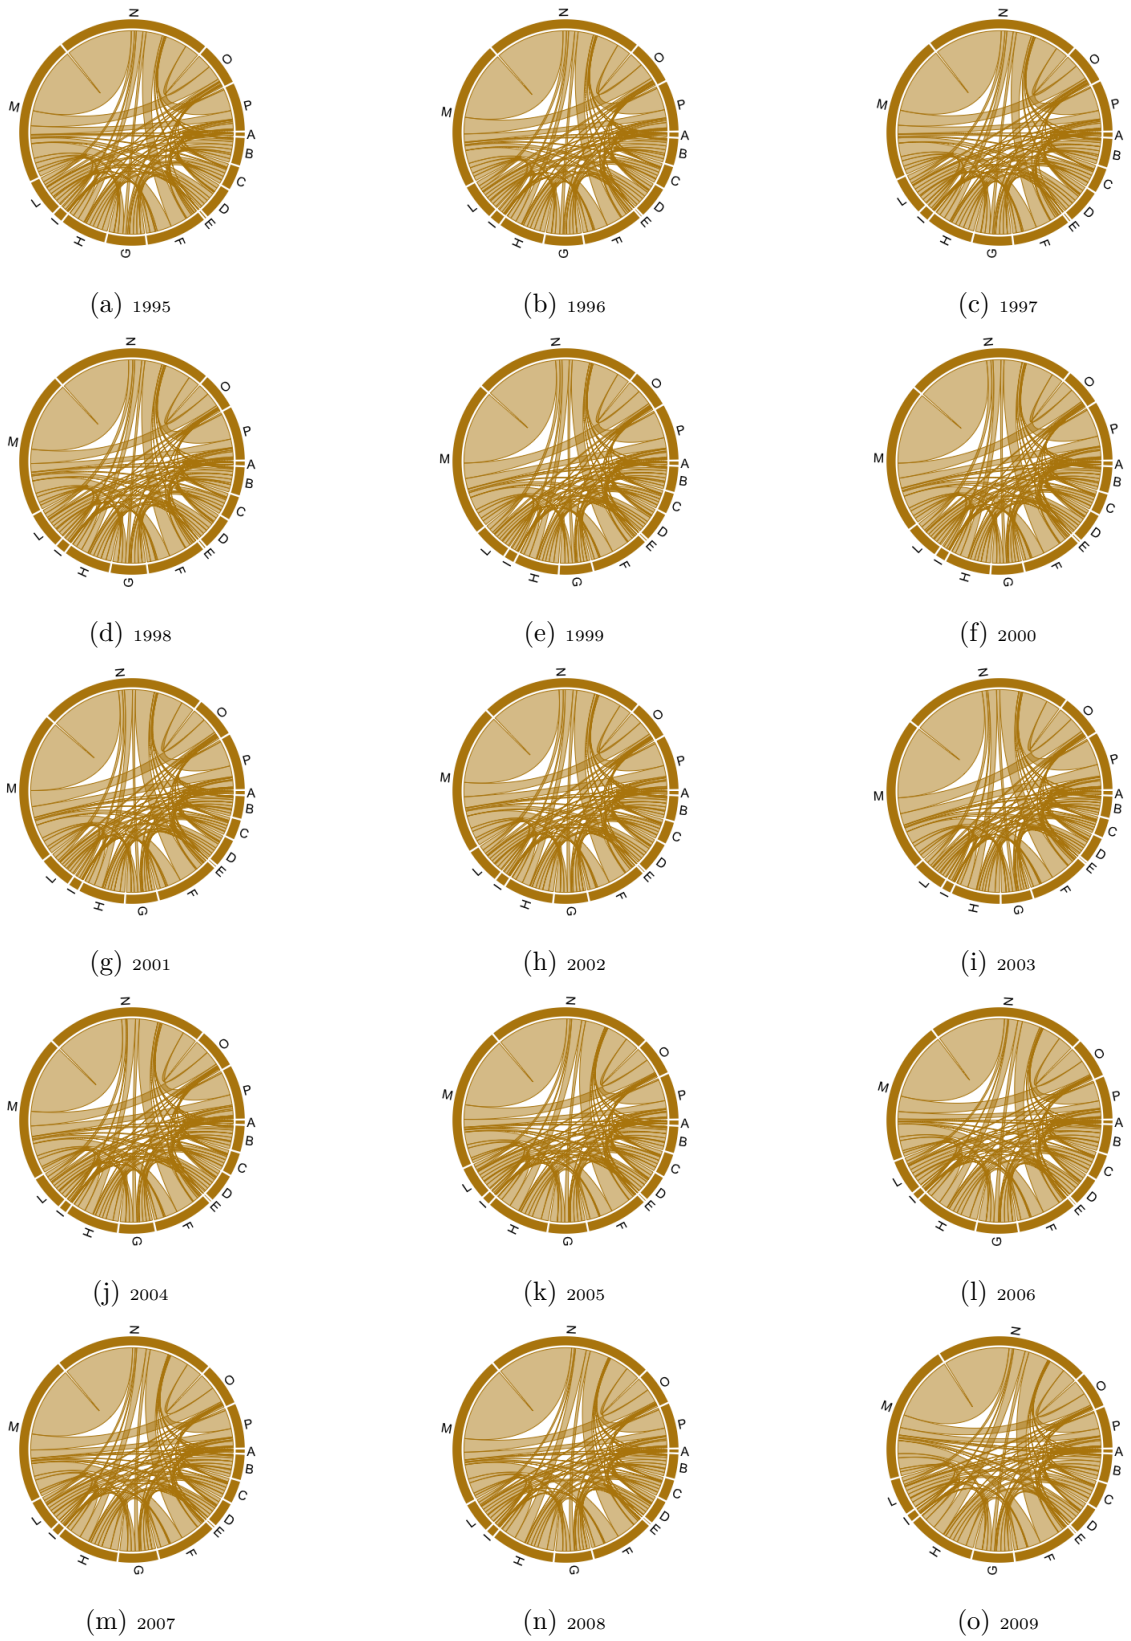 N
O
M
P
A
B
C
L
D
I
E
H
F
G
(a) 1995
N
O
M
P
A
B
C
L
D
I
E
H
F
G
(b) 1996
N
O
M
P
A
B
C
L
D
I
E
H
F
G
(c) 1997
N
O
M
P
A
B
C
L
D
I
E
H
F
G
(d) 1998
N
O
M
P
A
B
C
L
D
I
E
H
F
G
(e) 1999
N
O
M
P
A
B
C
L
D
I
E
H
F
G
(f) 2000
N
O
M
P
A
B
C
L
D
I
E
H
F
G
(g) 2001
N
O
M
P
A
B
C
L
D
I
E
H
F
G
(h) 2002
N
O
M
P
A
B
C
L
D
I
E
H
F
G
(i) 2003
N
O
M
P
A
B
C
L
D
I
E
H
F
G
(j) 2004
N
O
M
P
A
B
C
L
D
I
E
H
F
G
(k) 2005
N
O
M
P
A
B
C
L
D
I
E
H
F
G
(l) 2006
N
O
M
P
A
B
C
L
D
I
E
H
F
G
(m) 2007
N
O
M
P
A
B
C
L
D
I
E
H
F
G
(n) 2008
N
O
M
P
A
B
C
L
D
I
E
H
F
G
(o) 2009